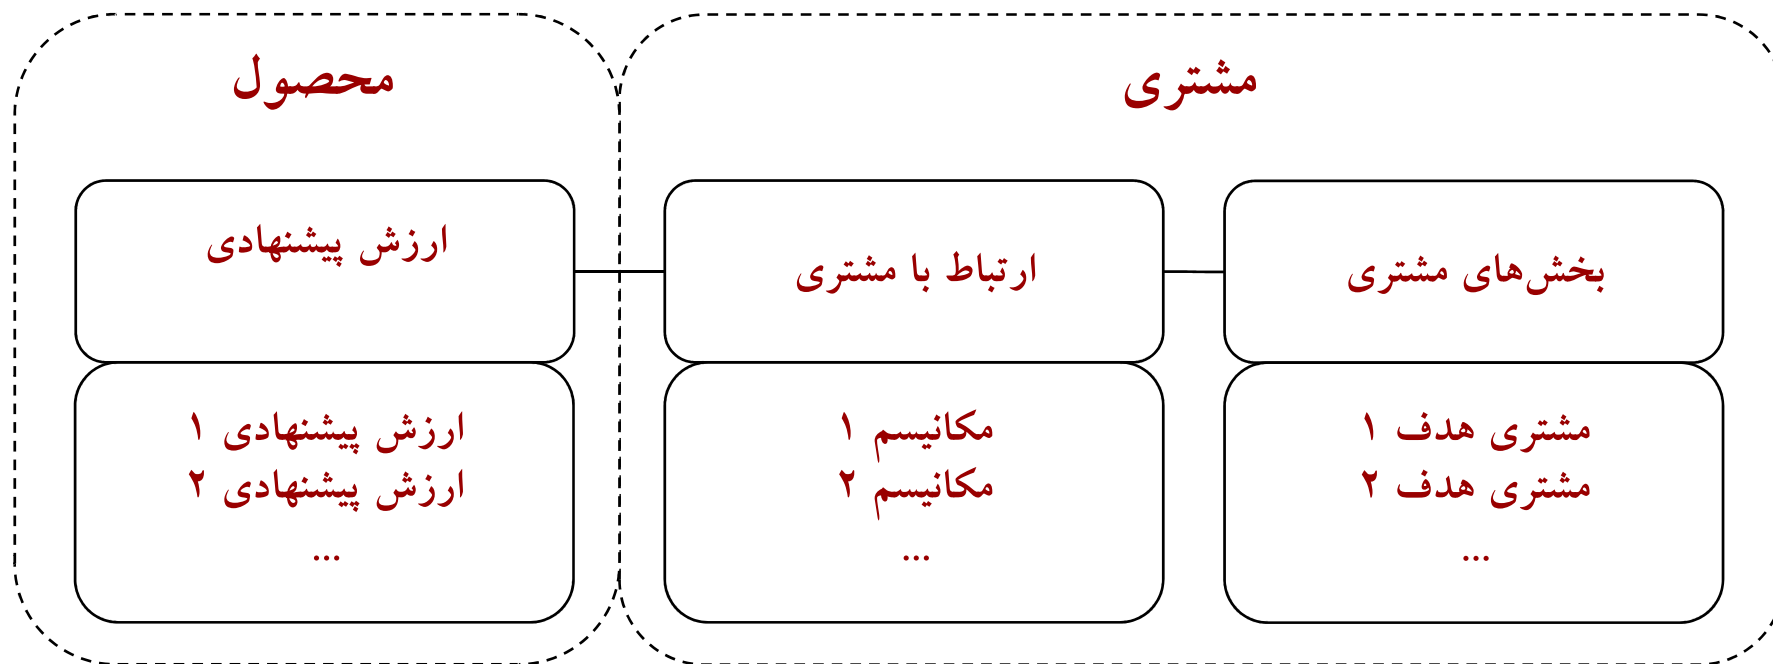 مشتری
محصول
بخش‌های مشتری
ارتباط با مشتری
ارزش پیشنهادی
مشتری هدف ۱
مشتری هدف ۲
...
مکانیسم ۱
مکانیسم ۲
...
ارزش پیشنهادی ۱
ارزش پیشنهادی ۲
...